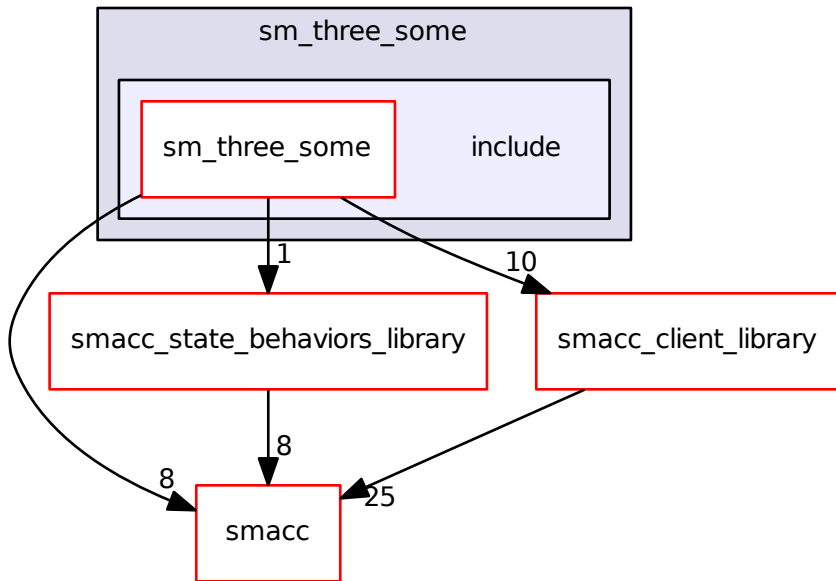 sm_three_some
sm_three_some
include
1
10
smacc_state_behaviors_library
smacc_client_library
8
8
25
smacc